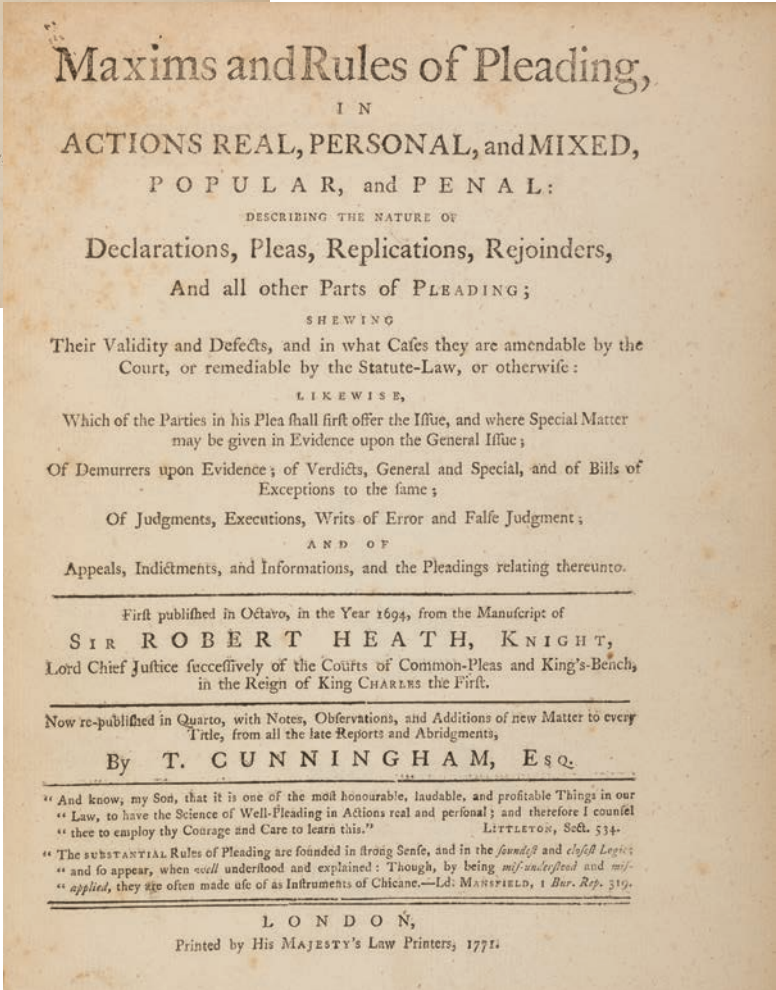 Maxims and Rules of Pleading,
IN
ACTIONS REAL, PERSONAL, and MIXED,
POPULAR, and PENAL:
DESCRIBING THE NATURE OF
Declarations, Pleas, Replications, Rejoinders,
And all other Parts of PLEADING;
SHEWING
Their Validity and Defects, and in what Caſes they are amendable by the
Court, or remediable by the Statute-Law, or otherwiſe:
LIKEWISE,
Which of the Parties in his Plea ſhall firſt offer the Iſſue, and where Special Matter
may be given in Evidence upon the General Iſſue;
Of Demurrers upon Evidence; of Verdicts, General and Special, and of Bills of
Exceptions to the ſame;
Of Judgments, Executions, Writs of Error and Falſe Judgment;
AND OF
Appeals, Indictments, and Informations, and the Pleadings relating thereunto.
Firſt publiſhed in Octavo, in the Year 1694, from the Manuſcript of
SIR ROBERT HEATH, KNIGHT,
Lord Chief Juſtice ſucceſſively of the Courts of Common-Pleas and King's-Bench,
in the Reign of King CHARLES the Firſt.
Now re-publiſhed in Quarto, with Notes, Obſervations, and Additions of new Matter to every
Title, from all the late Reports and Abridgments,
By T. CUNNINGHAM, ESQ.
“ And know, my Son, that it is one of the moſt honourable, laudable, and profitable Things in our
“ Law, to have the Science of Well-Pleading in Actions real and perſonal; and therefore I counſel
“ thee to employ thy Courage and Care to learn this.” LITTLETON, Sect. 534.
“ The SUBSTANTIAL Rules of Pleading are founded in ſtrong Senſe, and in the ſoundeſt and cloſeſt Logic;
“ and ſo appear, when well underſtood and explained: Though, by being miſ-underſtood and miſ-
“ applied, they are often made uſe of as Inſtruments of Chicane.—Ld. MANSFIELD, 1 Bur. Rep. 319.
LONDON,
Printed by His MAJESTY's Law Printers, 1771.